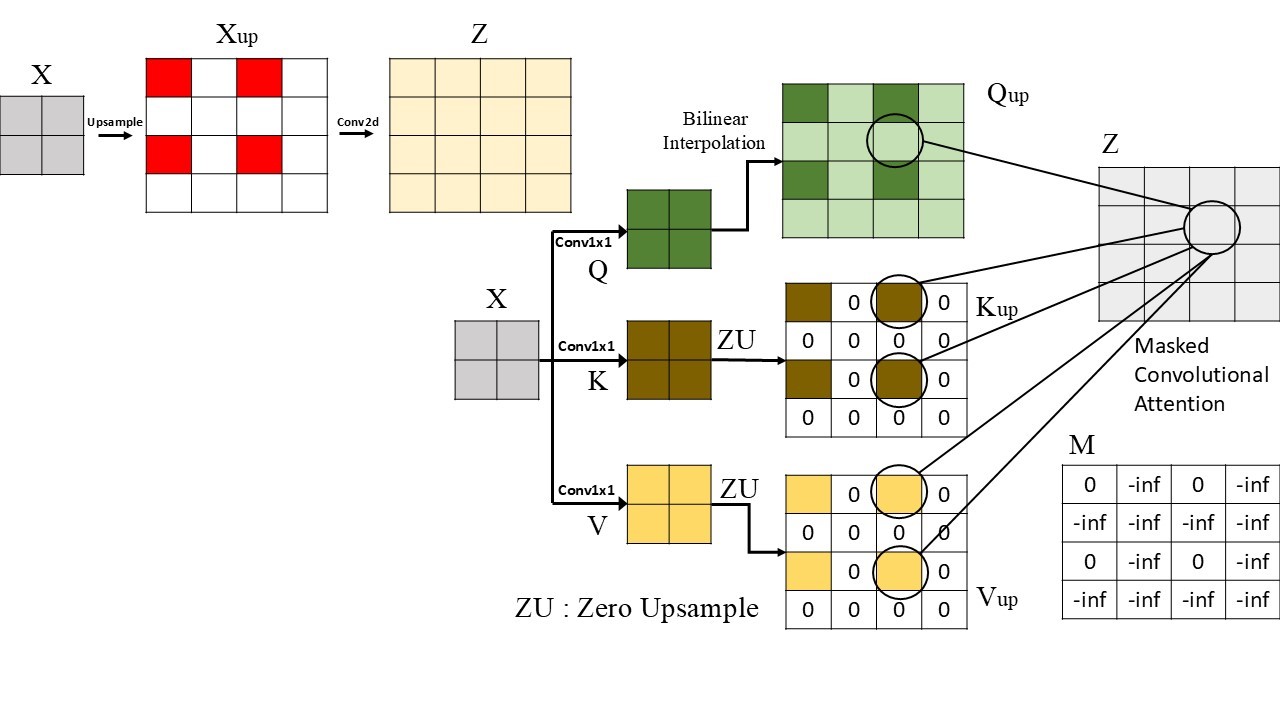 X
Upsample
Xup
Conv2d
Z
X
Conv1x1
Q
Conv1x1
K
Conv1x1
V
Bilinear
Interpolation
Qup
ZU
0 0
0 0 0 0
0 0
0 0 0 0
Kup
ZU
0 0
0 0 0 0
0 0
0 0 0 0
Vup
ZU : Zero Upsample
Z
Masked
Convolutional
Attention
M
0 -inf 0 -inf
-inf -inf -inf -inf
0 -inf 0 -inf
-inf -inf -inf -inf